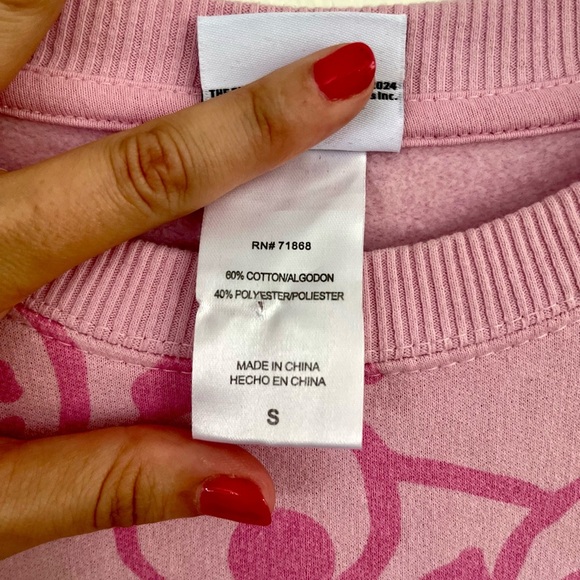 2024
Inc.
RN# 71868
60% COTTON/ALGODON
40% POLYESTER/POLIESTER
MADE IN CHINA
HECHO EN CHINA
S